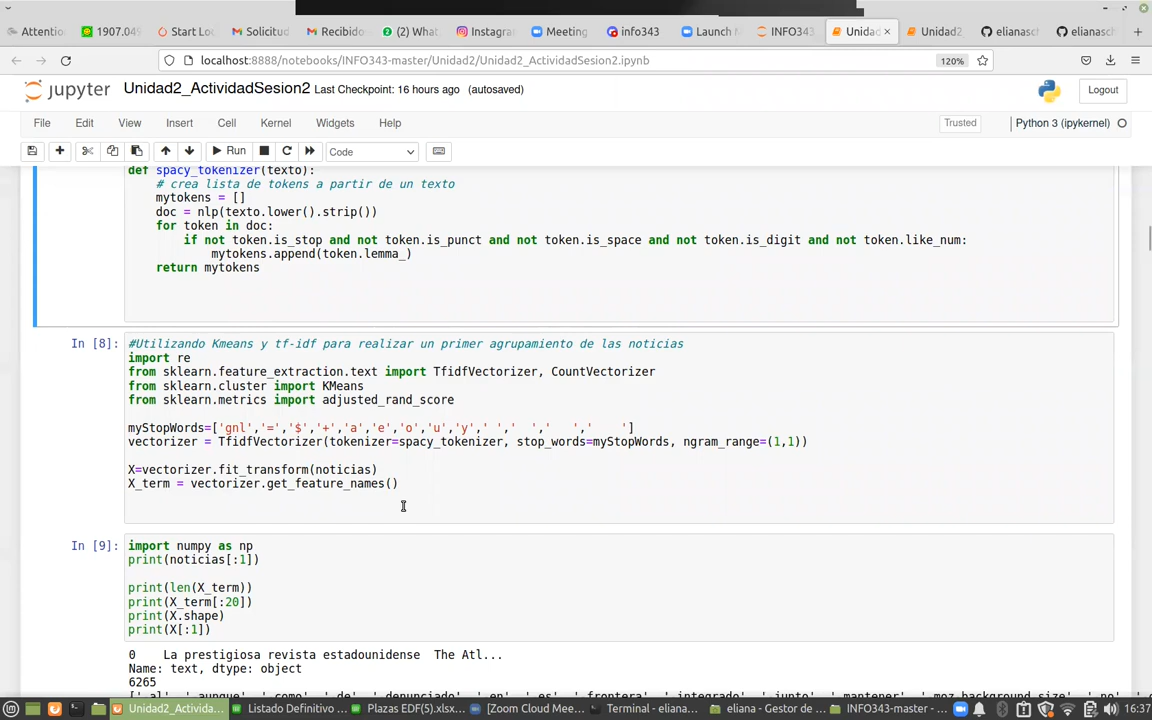 Attentio
1907.049
Start Loc
Solicitud
Recibido
(2) What
Instagra
Meeting
info343
Launch M
INFO343
Unidad
Unidad2
elianasc
elianasc
localhost:8888/notebooks/INFO343-master/Unidad2/Unidad2_ActividadSesion2.ipynb
120%
jupyter
Unidad2_ActividadSesion2 Last Checkpoint: 16 hours ago (autosaved)
Logout
File Edit View Insert Cell Kernel Widgets Help
Trusted
Python 3 (ipykernel)
Run
Code
def spacy_tokenizer(texto):
# crea lista de tokens a partir de un texto
mytokens = []
doc = nlp(texto.lower().strip())
for token in doc:
if not token.is_stop and not token.is_punct and not token.is_space and not token.is_digit and not token.like_num:
mytokens.append(token.lemma_)
return mytokens
In [8]:
#Utilizando Kmeans y tf-idf para realizar un primer agrupamiento de las noticias
import re
from sklearn.feature_extraction.text import TfidfVectorizer, CountVectorizer
from sklearn.cluster import KMeans
from sklearn.metrics import adjusted_rand_score
myStopWords=['gnl','=','$','+','a','e','o','u','y',' ','  ','   ','    ']
vectorizer = TfidfVectorizer(tokenizer=spacy_tokenizer, stop_words=myStopWords, ngram_range=(1,1))
X=vectorizer.fit_transform(noticias)
X_term = vectorizer.get_feature_names()
In [9]:
import numpy as np
print(noticias[:1])
print(len(X_term))
print(X_term[:20])
print(X.shape)
print(X[:1])
0    La prestigiosa revista estadounidense  The Atl...
Name: text, dtype: object
6265
Unidad2_Activida...
Listado Definitivo ...
Plazas EDF(5).xlsx...
[Zoom Cloud Mee...
Terminal - eliana...
eliana - Gestor de ...
INFO343-master - ...
16:37